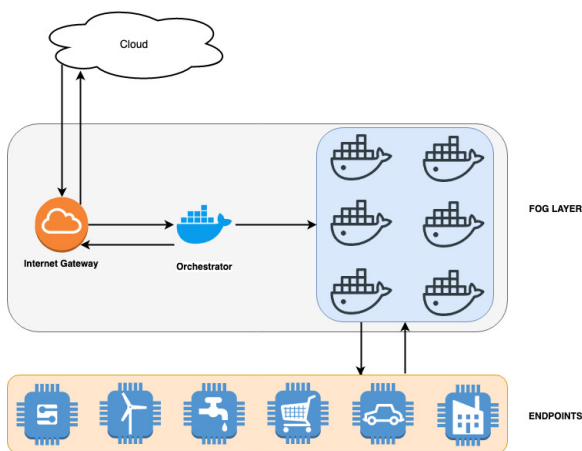 Cloud
FOG LAYER
Internet Gateway
Orchestrator
ENDPOINTS